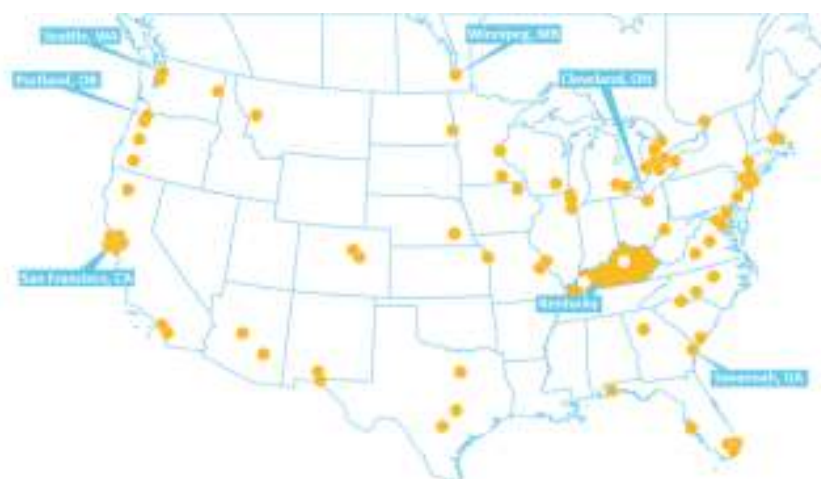 Seattle, WA
Winnipeg, MB
Portland, OR
Cleveland, OH
San Francisco, CA
Kentucky
Savannah, GA